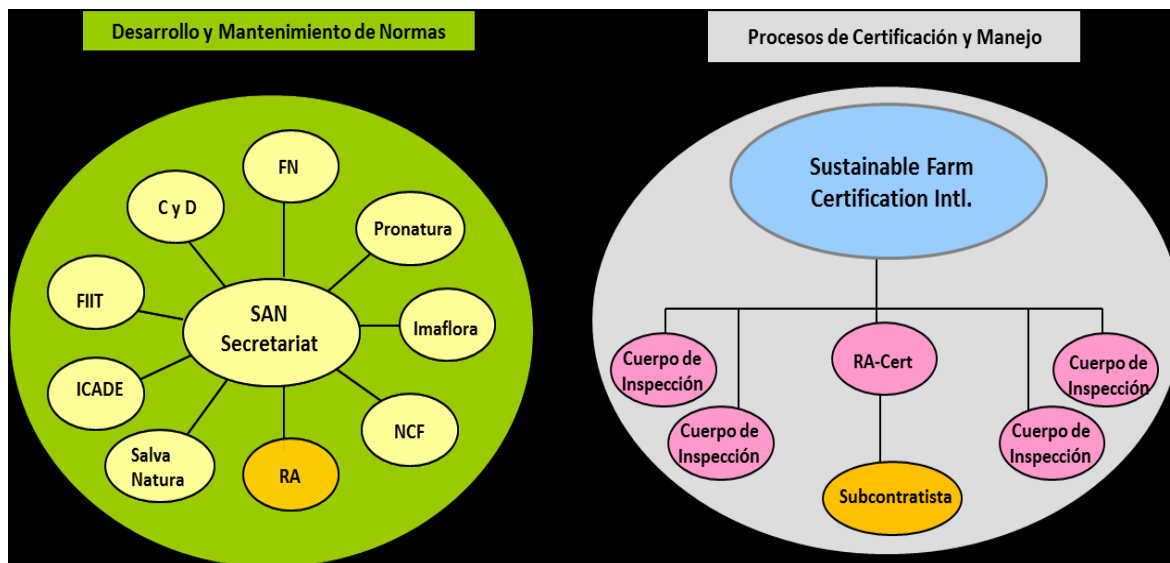 Desarrollo y Mantenimiento de Normas
FN
C y D
Pronatura
FIIT
SAN
Secretariat
Imaflora
ICADE
NCF
Salva
Natura
RA
Procesos de Certificación y Manejo
Sustainable Farm
Certification Intl.
Cuerpo de
Inspección
RA-Cert
Cuerpo de
Inspección
Cuerpo de
Inspección
Cuerpo de
Inspección
Subcontratista